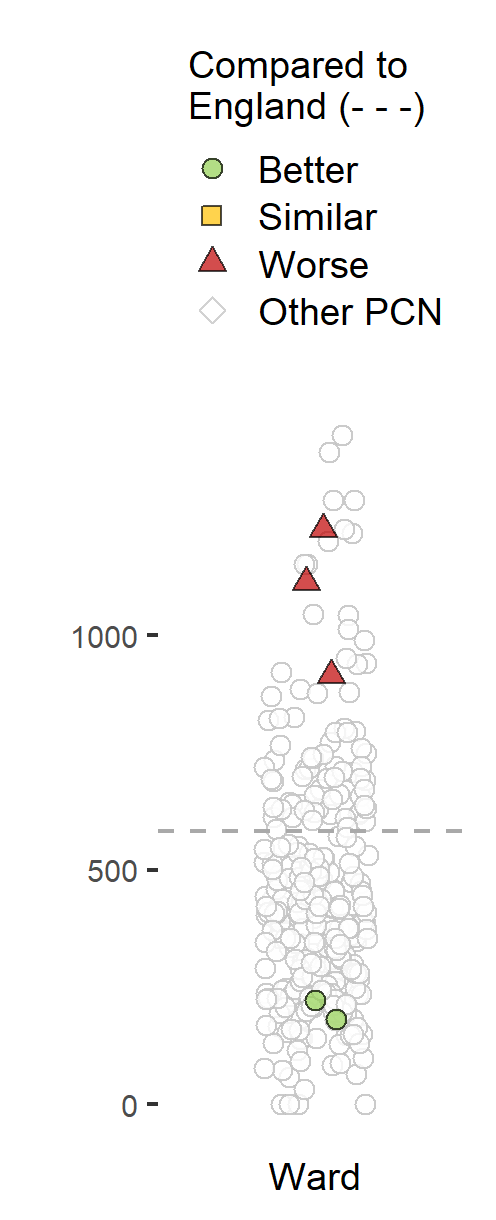 Compared to
England (- - -)
Better
Similar
Worse
Other PCN
1000
500
0
Ward